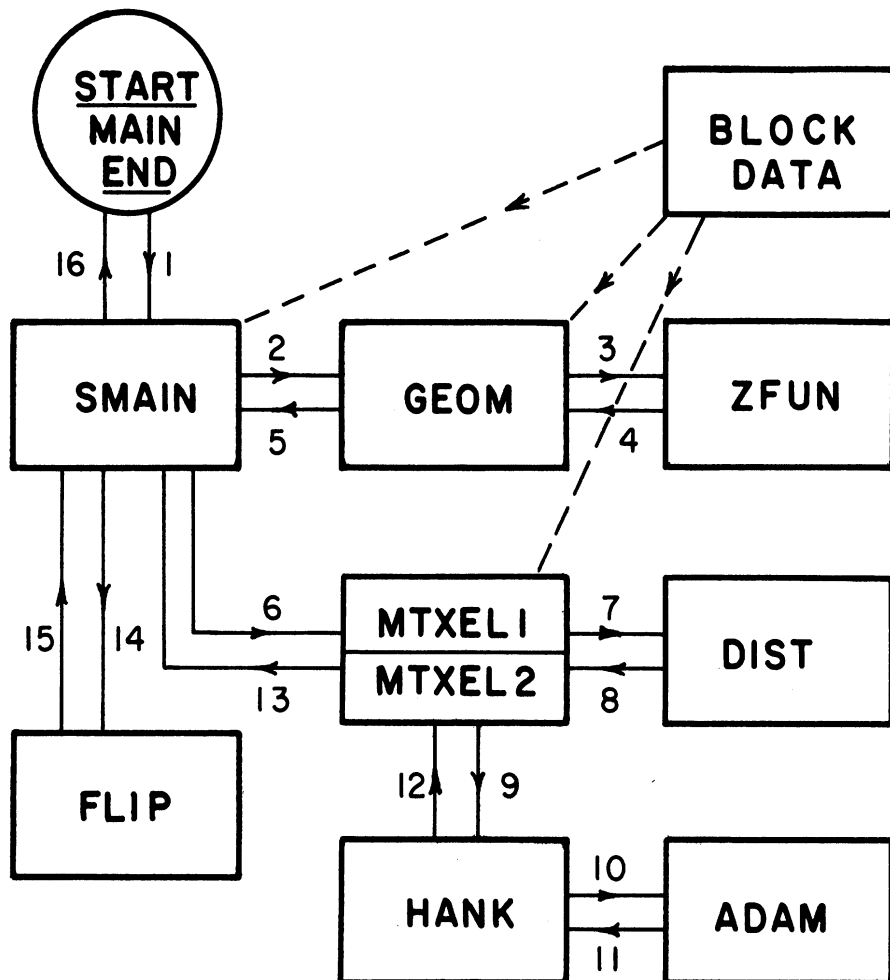 START
MAIN
END
BLOCK
DATA
16
1
SMAIN
2
5
GEOM
3
4
ZFUN
15
14
6
13
MTXEL1
MTXEL2
7
8
DIST
FLIP
12
9
HANK
10
11
ADAM